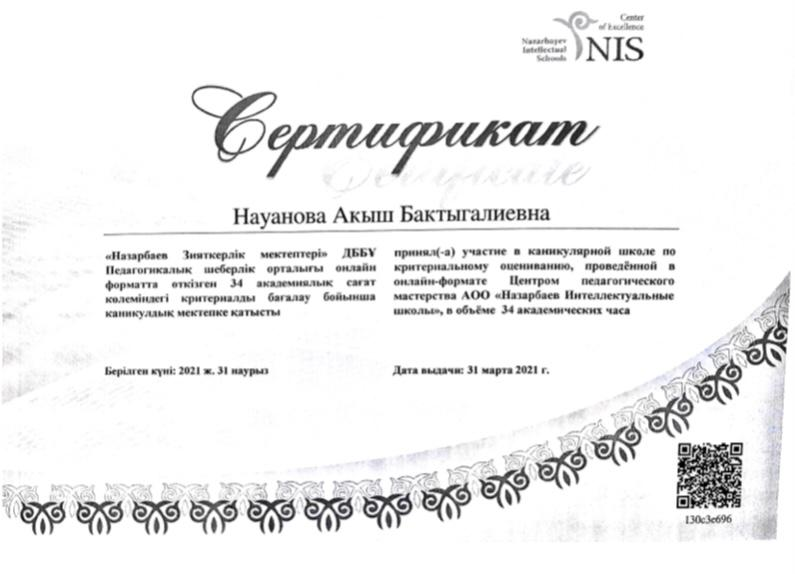 Center
of Excellence
Nazarbayev
Intellectual
Schools
NIS
Сертификат
Науанова Акыш Бактыгалиевна
«Назарбаев Зияткерлік мектептері» ДББҰ
Педагогикалық шеберлік орталығы онлайн
форматта өткізген 34 академиялық сағат
көлеміндегі критериалды бағалау бойынша
каникулдық мектепке қатысты
принял(-а) участие в каникулярной школе по
критериальному оцениванию, проведённой в
онлайн-формате Центром педагогического
мастерства АОО «Назарбаев Интеллектуальные
школы», в объёме 34 академических часа
Берілген күні: 2021 ж. 31 наурыз
Дата выдачи: 31 марта 2021 г.
130c3e696